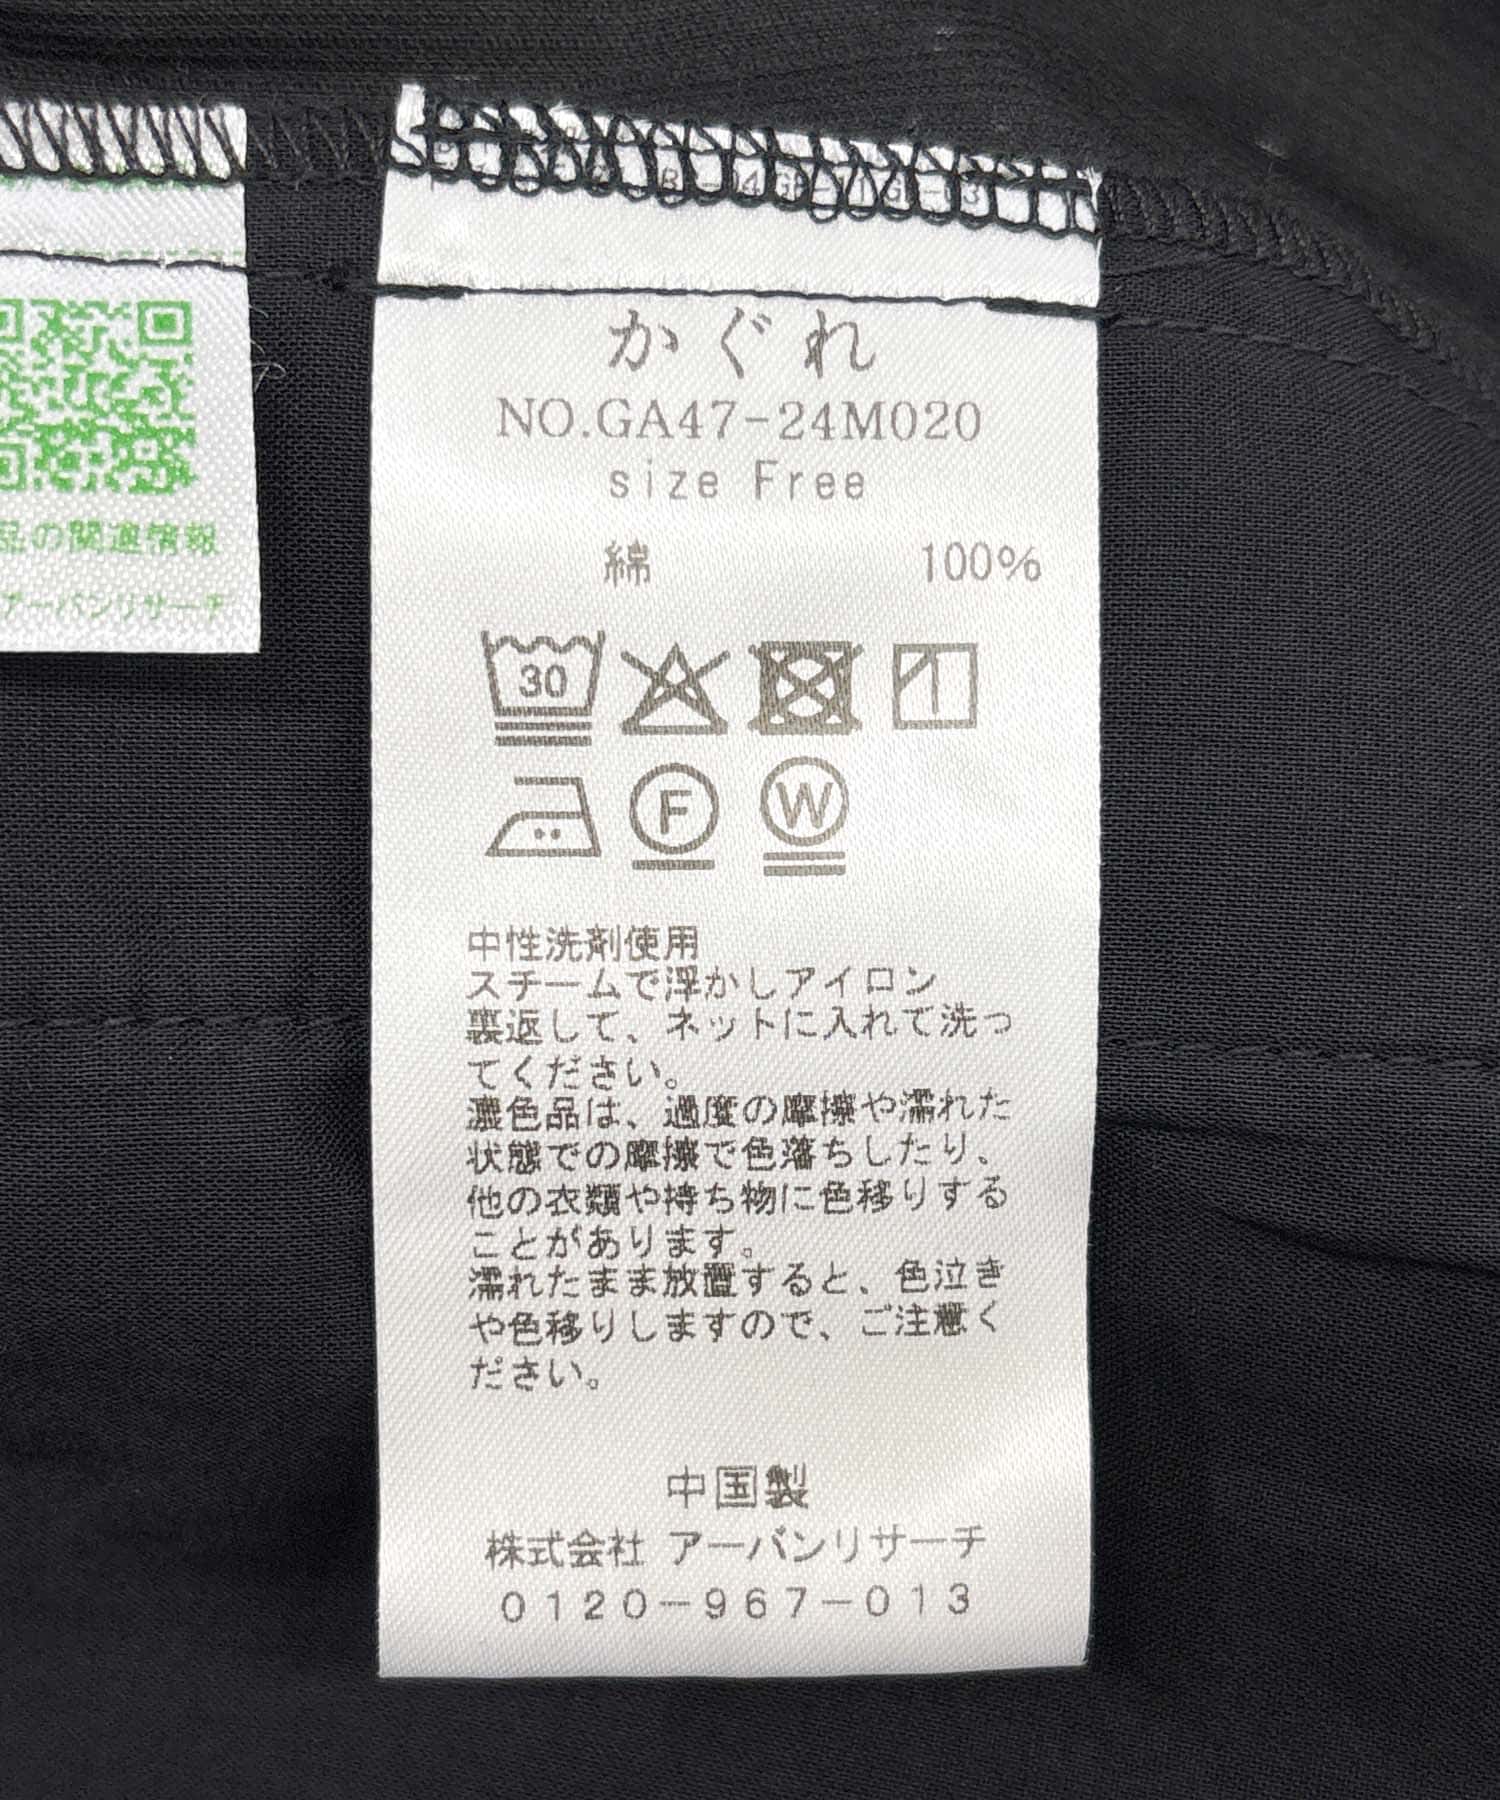 かぐれ
NO.GA47-24M020
size Free
綿 100%
30
F
W
中性洗剤使用
スチームで浮かしアイロン
裏返して、ネットに入れて洗っ
てください。
濃色品は、過度の摩擦や濡れた
状態での摩擦で色落ちしたり、
他の衣類や持ち物に色移りする
ことがあります。
濡れたまま放置すると、色泣き
や色移りしますので、ご注意く
ださい。
中国製
株式会社 アーバンリサーチ
0120-967-013
品の関連情報
アーバンリサーチ